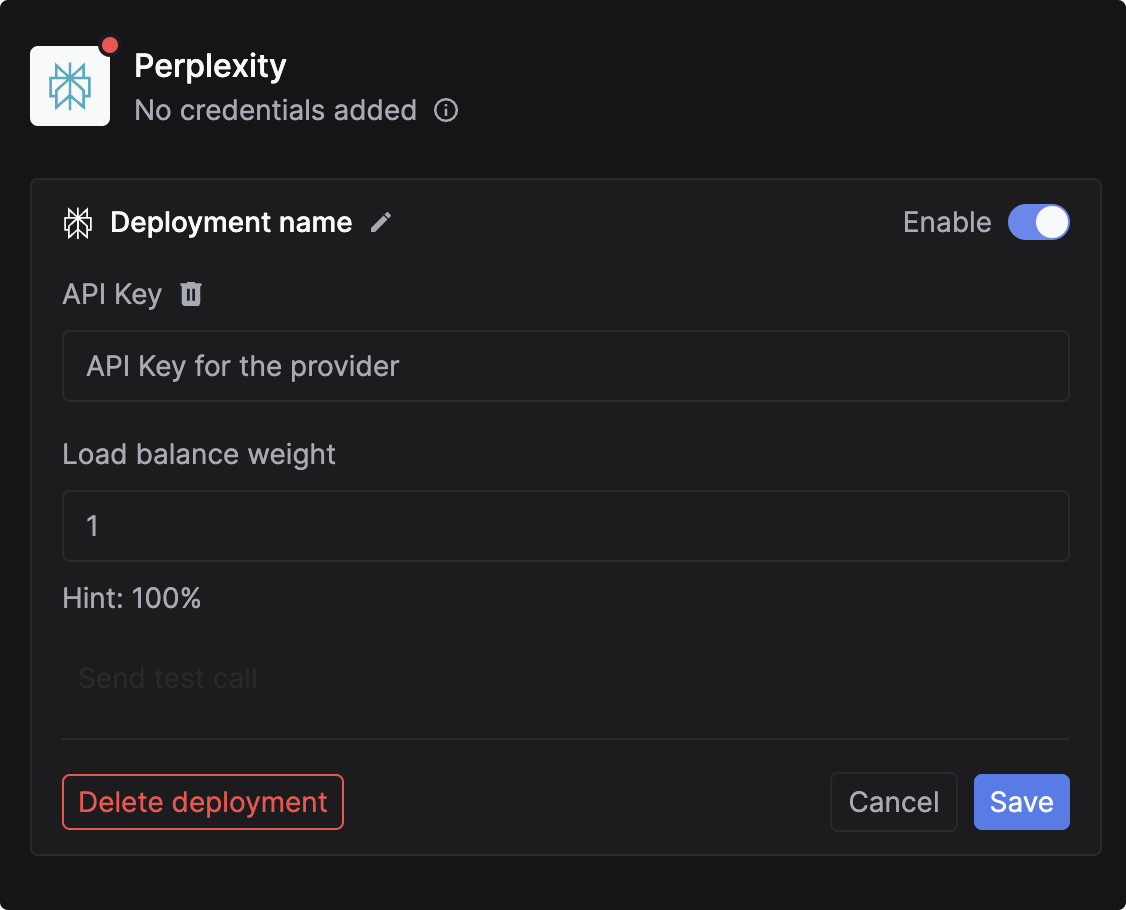 Perplexity
No credentials added
Deployment name
Enable
API Key
API Key for the provider
Load balance weight
1
Hint: 100%
Send test call
Delete deployment
Cancel
Save